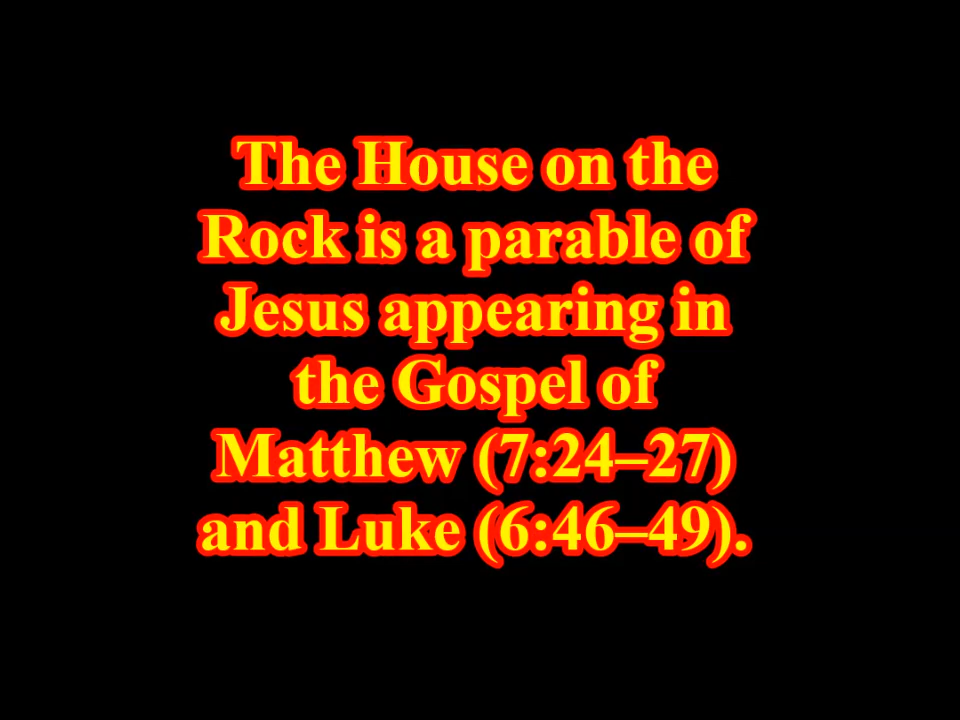 The House on the
Rock is a parable of
Jesus appearing in
the Gospel of
Matthew (7:24–27)
and Luke (6:46–49).